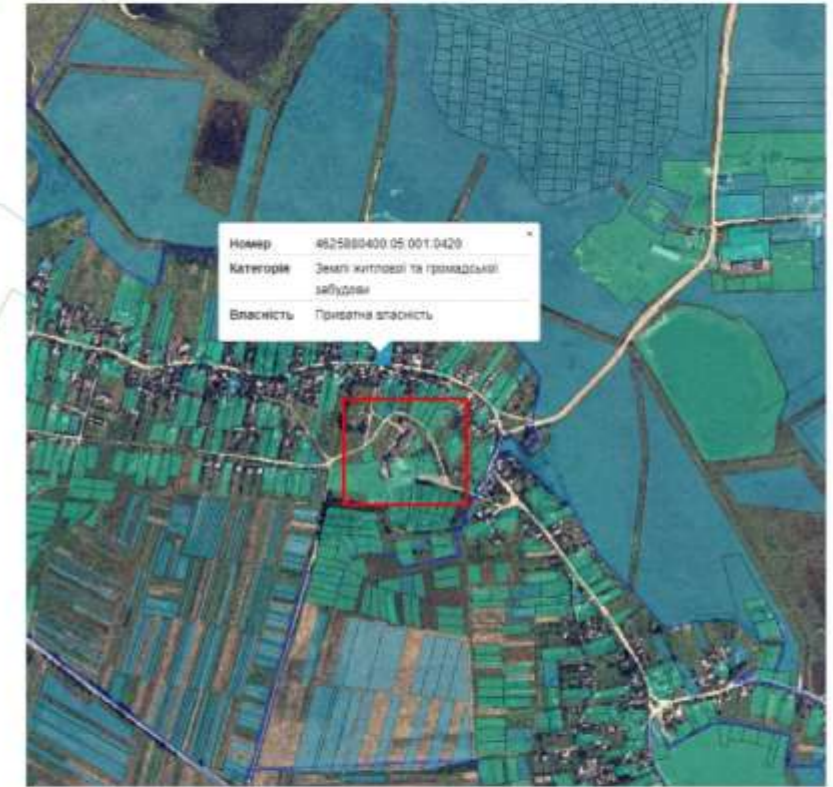 Номер 4625880400:05:001:0420
Категорія Землі житлової та громадської
забудови
Власність Приватна власність